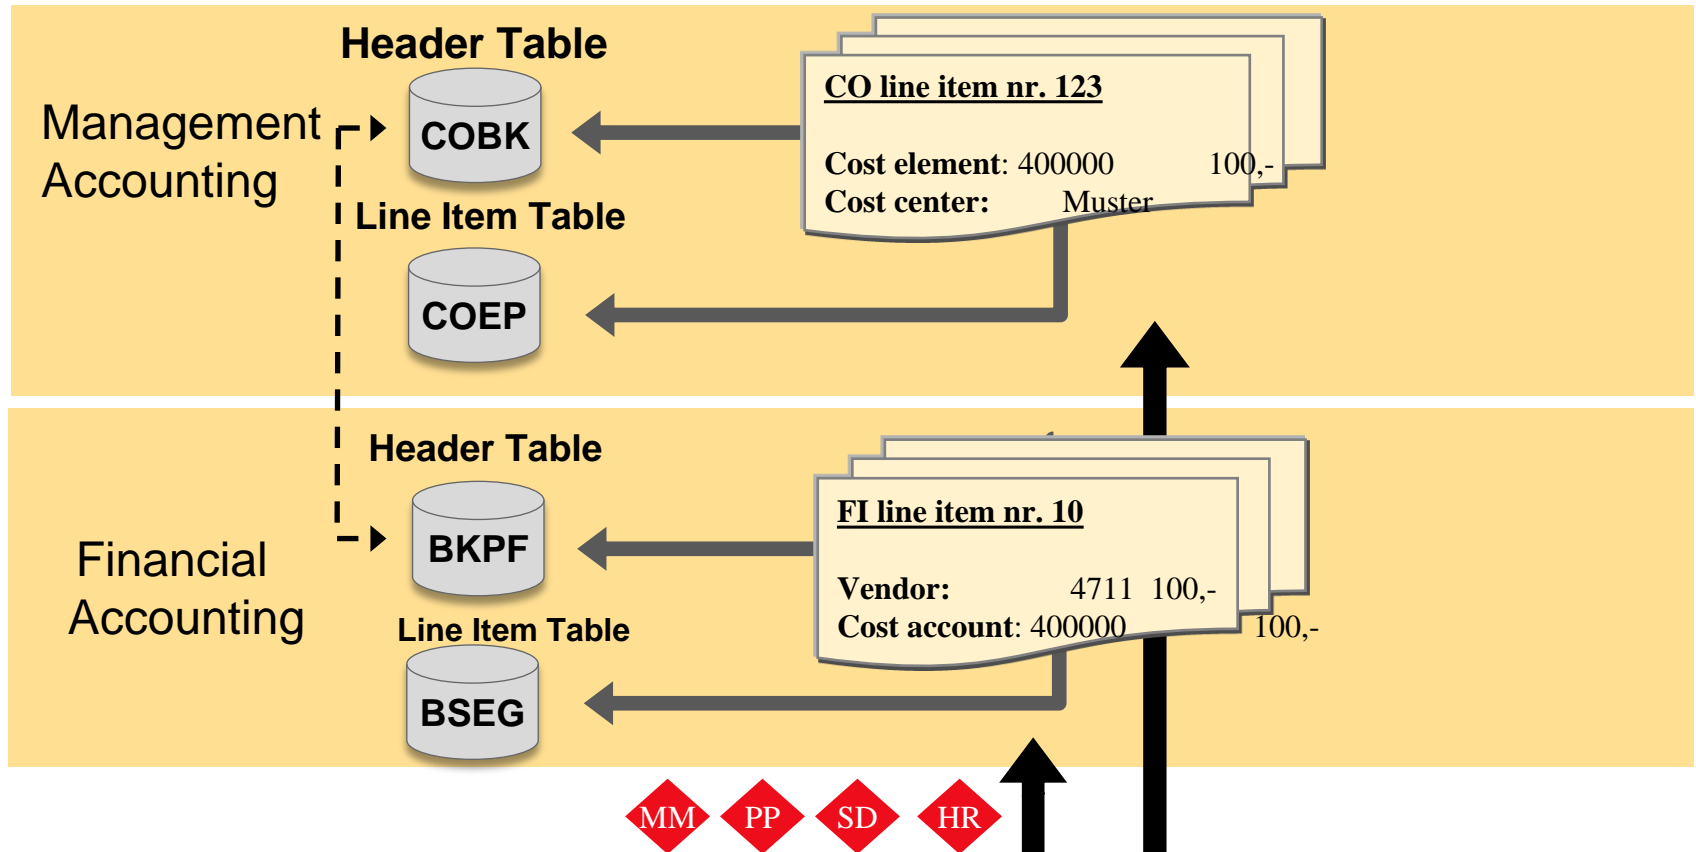 Management
Accounting
Header Table
COBK
Line Item Table
COEP
CO line item nr. 123
Cost element: 400000 100,-
Cost center: Muster
Financial
Accounting
Header Table
BKPF
Line Item Table
BSEG
FI line item nr. 10
Vendor: 4711 100,-
Cost account: 400000 100,-
MM PP SD HR